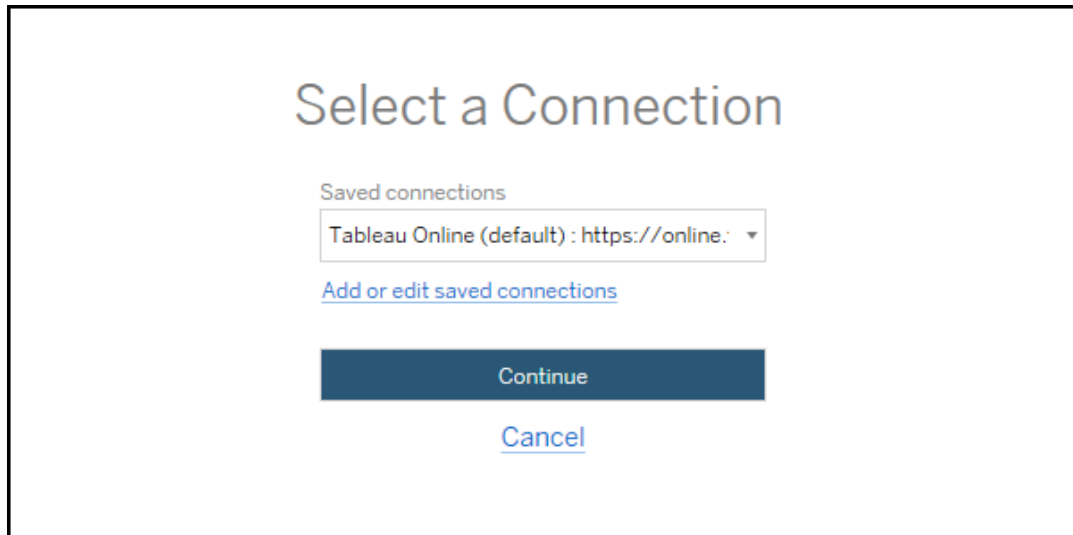 Select a Connection
Saved connections
Tableau Online (default) : https://online.
Add or edit saved connections
Continue
Cancel